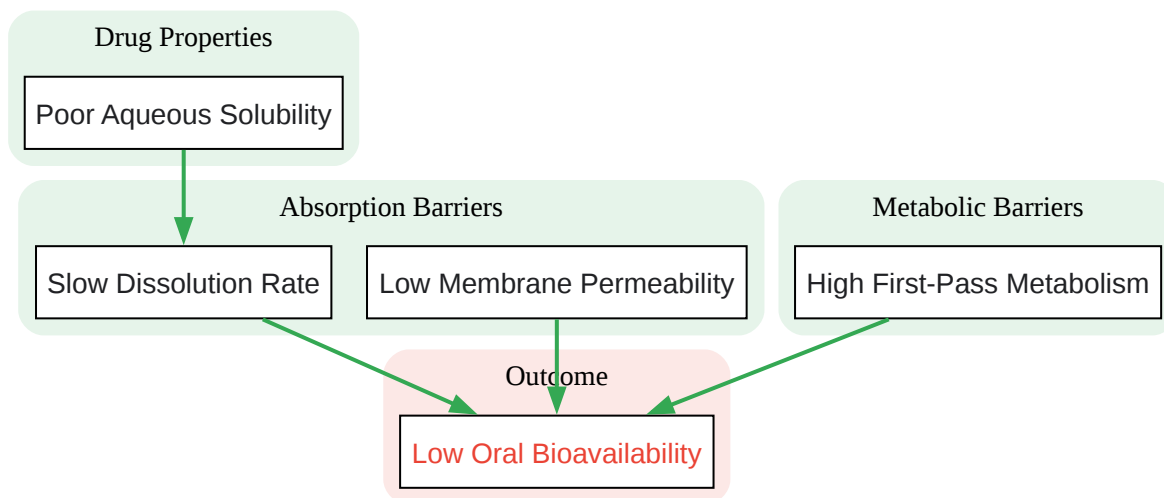 Drug Properties
Poor Aqueous Solubility
Absorption Barriers
Metabolic Barriers
Slow Dissolution Rate
Low Membrane Permeability
High First-Pass Metabolism
Outcome
Low Oral Bioavailability